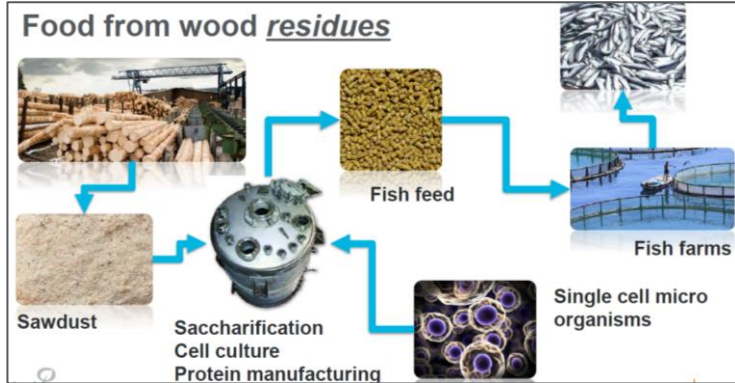 Food from wood residues
Fish feed
Fish farms
Sawdust
Saccharification
Cell culture
Protein manufacturing
Single cell micro
organisms